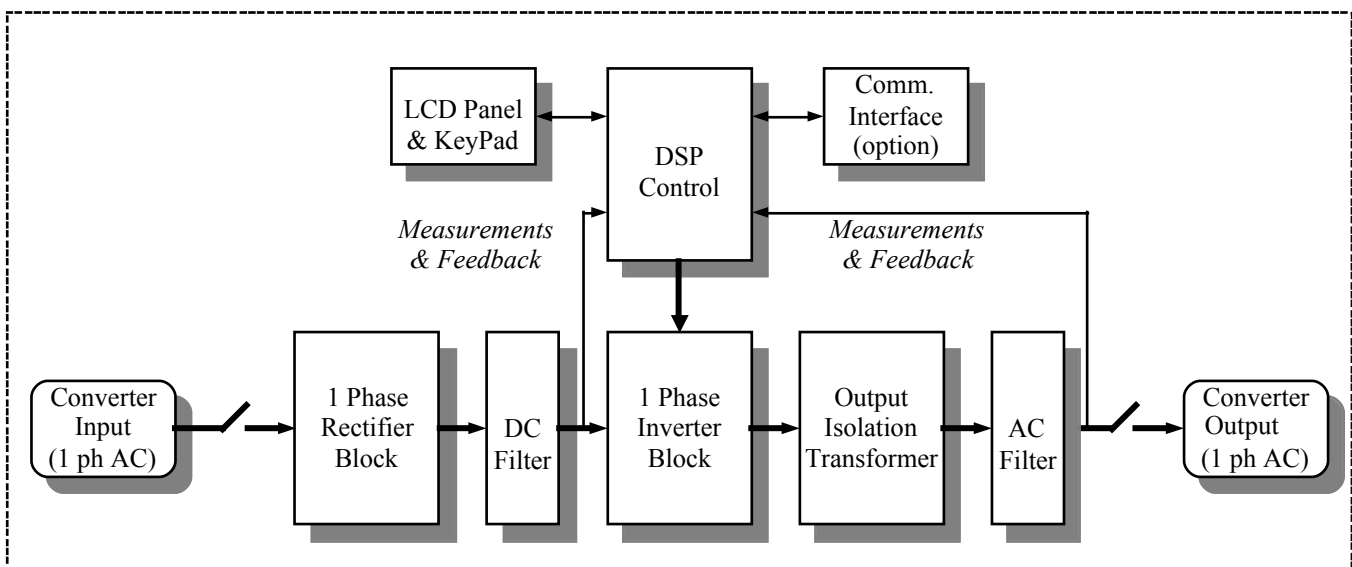 LCD Panel
& KeyPad
DSP
Control
Comm.
Interface
(option)
Measurements
& Feedback
Measurements
& Feedback
Converter
Input
(1 ph AC)
1 Phase
Rectifier
Block
DC
Filter
1 Phase
Inverter
Block
Output
Isolation
Transformer
AC
Filter
Converter
Output
(1 ph AC)